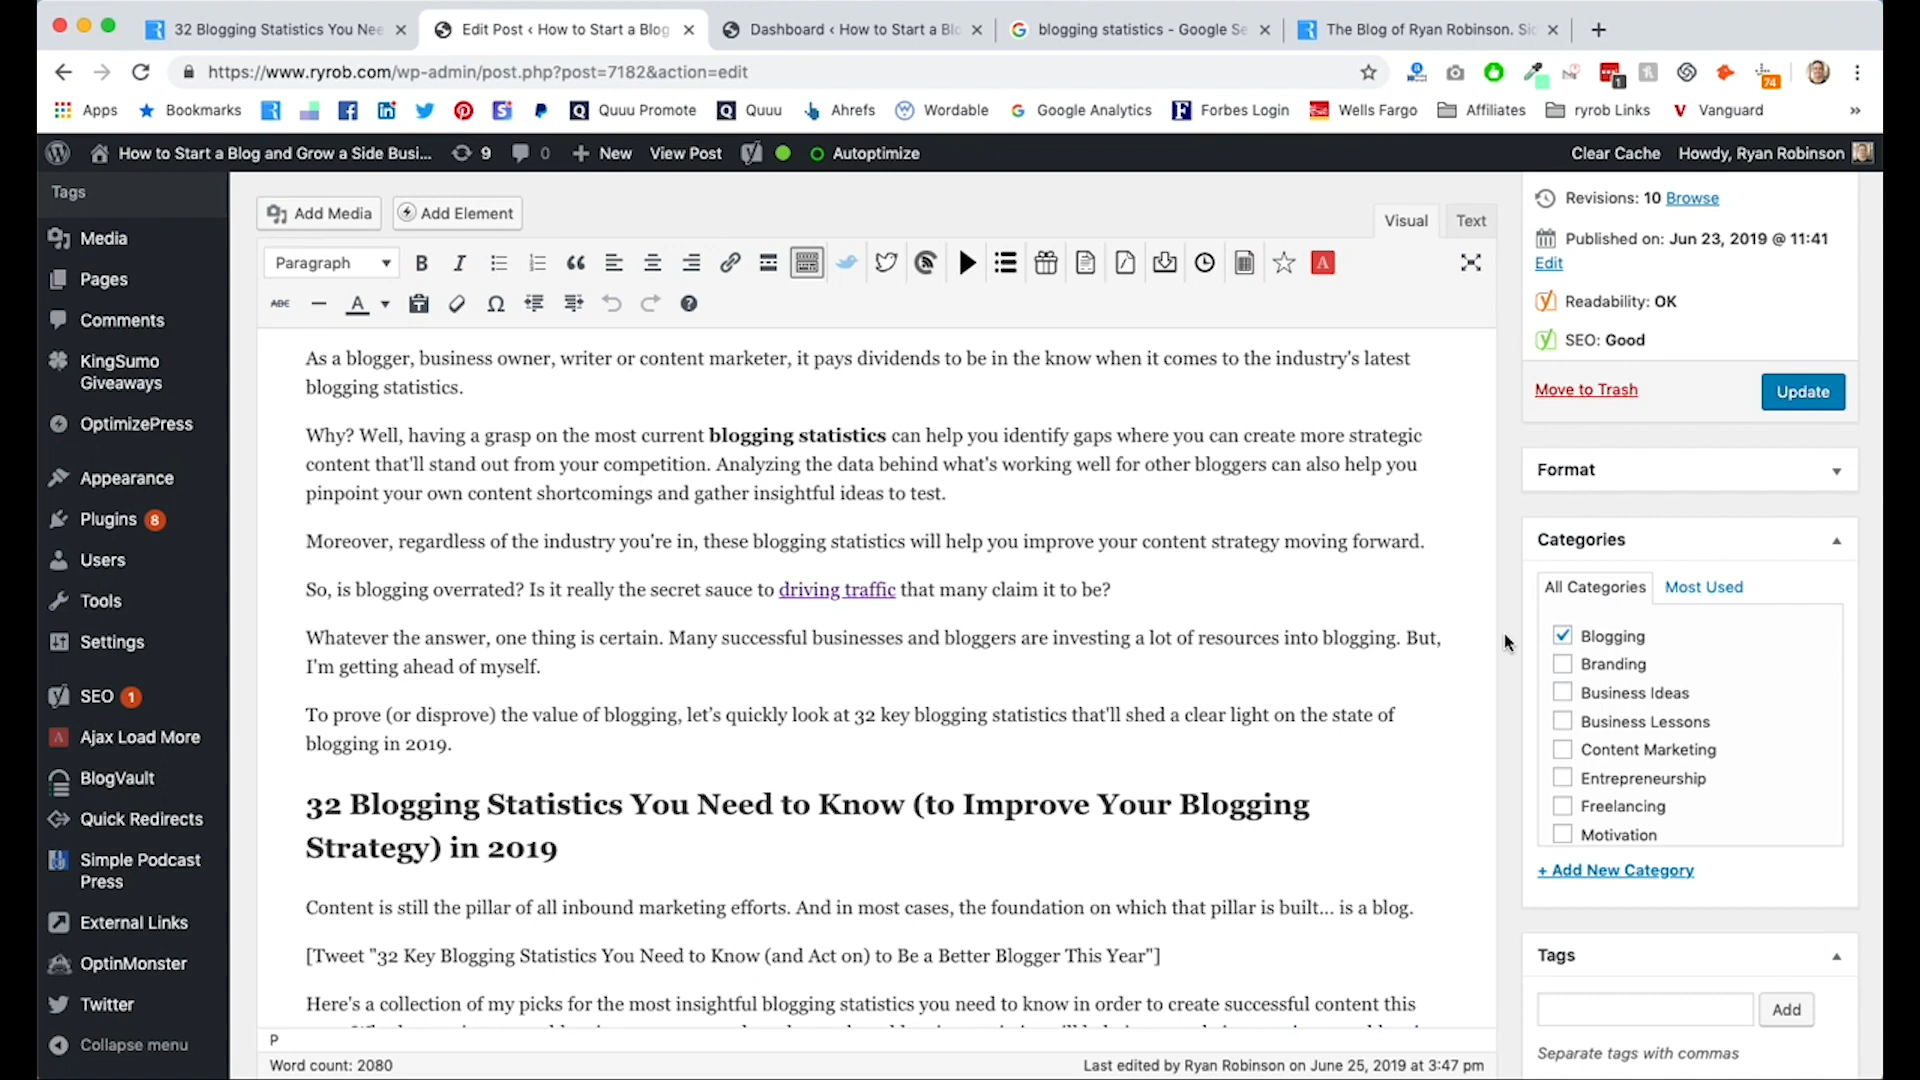 32 Blogging Statistics You Nee
Edit Post ‹ How to Start a Blog
Dashboard ‹ How to Start a Blo
blogging statistics - Google Se
The Blog of Ryan Robinson. Sid
https://www.ryrob.com/wp-admin/post.php?post=7182&action=edit
1
74
Apps
Bookmarks
Quuu Promote
Quuu
Ahrefs
Wordable
Google Analytics
Forbes Login
Wells Fargo
Affiliates
ryrob Links
Vanguard
»
How to Start a Blog and Grow a Side Busi...
9
0
New
View Post
Autoptimize
Clear Cache
Howdy, Ryan Robinson
Tags
Media
Pages
Comments
KingSumo
Giveaways
OptimizePress
Appearance
Plugins 8
Users
Tools
Settings
SEO 1
Ajax Load More
BlogVault
Quick Redirects
Simple Podcast
Press
External Links
OptinMonster
Twitter
Collapse menu
Add Media
Add Element
Visual
Text
Paragraph
B
I
A
ABC
A
Ω
As a blogger, business owner, writer or content marketer, it pays dividends to be in the know when it comes to the industry's latest
blogging statistics.
Why? Well, having a grasp on the most current blogging statistics can help you identify gaps where you can create more strategic
content that'll stand out from your competition. Analyzing the data behind what's working well for other bloggers can also help you
pinpoint your own content shortcomings and gather insightful ideas to test.
Moreover, regardless of the industry you're in, these blogging statistics will help you improve your content strategy moving forward.
So, is blogging overrated? Is it really the secret sauce to driving traffic that many claim it to be?
Whatever the answer, one thing is certain. Many successful businesses and bloggers are investing a lot of resources into blogging. But,
I'm getting ahead of myself.
To prove (or disprove) the value of blogging, let's quickly look at 32 key blogging statistics that'll shed a clear light on the state of
blogging in 2019.
32 Blogging Statistics You Need to Know (to Improve Your Blogging
Strategy) in 2019
Content is still the pillar of all inbound marketing efforts. And in most cases, the foundation on which that pillar is built... is a blog.
[Tweet "32 Key Blogging Statistics You Need to Know (and Act on) to Be a Better Blogger This Year"]
Here's a collection of my picks for the most insightful blogging statistics you need to know in order to create successful content this
P
Word count: 2080
Last edited by Ryan Robinson on June 25, 2019 at 3:47 pm
Revisions: 10 Browse
Published on: Jun 23, 2019 @ 11:41
Edit
Readability: OK
SEO: Good
Move to Trash
Update
Format
Categories
All Categories
Most Used
Blogging
Branding
Business Ideas
Business Lessons
Content Marketing
Entrepreneurship
Freelancing
Motivation
+ Add New Category
Tags
Add
Separate tags with commas